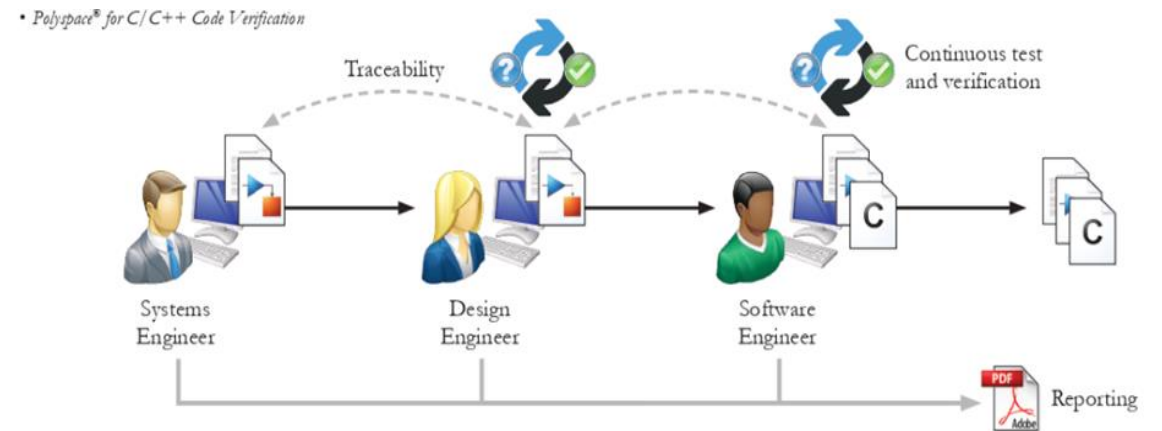 • Polyspace® for C/C++ Code Verification
Traceability
?
?
Continuous test
and verification
C
C
Systems
Engineer
Design
Engineer
Software
Engineer
PDF
Adobe
Reporting